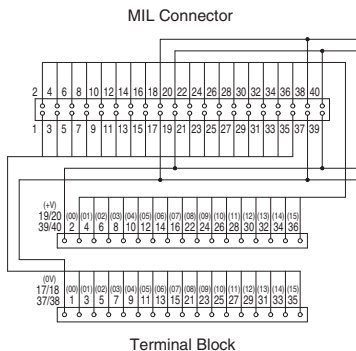 MIL Connector
2 4 6 8 10 12 14 16 18 20 22 24 26 28 30 32 34 36 38 40
1 3 5 7 9 11 13 15 17 19 21 23 25 27 29 31 33 35 37 39
(+V)
19/20 (00) (01) (02) (03) (04) (05) (06) (07) (08) (09) (10) (11) (12) (13) (14) (15)
39/40 2 4 6 8 10 12 14 16 22 24 26 28 30 32 34 36
(0V)
17/18 (00) (01) (02) (03) (04) (05) (06) (07) (08) (09) (10) (11) (12) (13) (14) (15)
37/38 1 3 5 7 9 11 13 15 21 23 25 27 29 31 33 35
Terminal Block